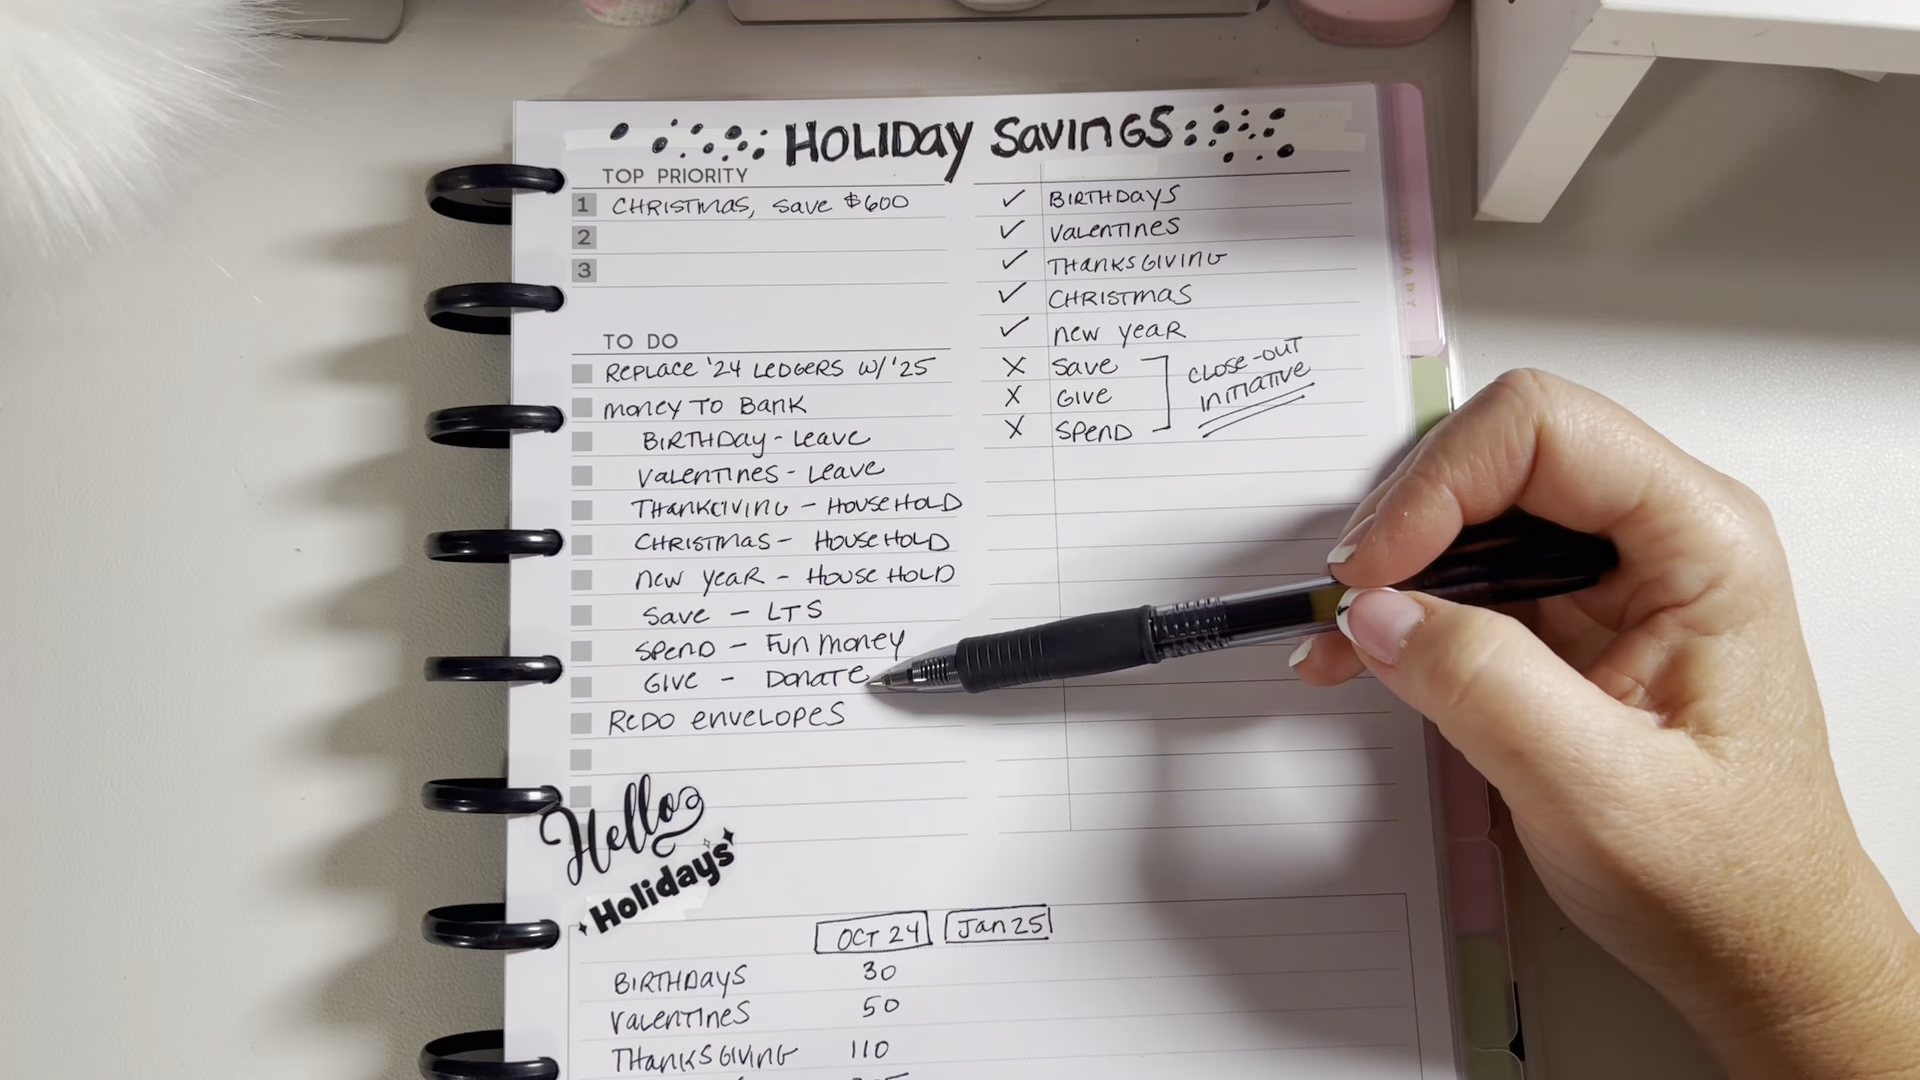 HOLIDAY SAVINGS
TOP PRIORITY
1 CHRISTMAS, SAVE $600
2
3
TO DO
REPLACE '24 LEDGERS W/ '25
MONEY TO BANK
BIRTHDAY - LEAVE
VALENTINES - LEAVE
THANKGIVING - HOUSEHOLD
CHRISTMAS - HOUSEHOLD
NEW YEAR - HOUSEHOLD
SAVE - LTS
SPEND - FUN MONEY
GIVE - DONATE
REDO ENVELOPES
✓ BIRTHDAYS
✓ VALENTINES
✓ THANKSGIVING
✓ CHRISTMAS
✓ NEW YEAR
X SAVE
X GIVE
X SPEND
CLOSE-OUT
INITIATIVE
Hello
Holidays
OCT 24 Jan 25
BIRTHDAYS 30
VALENTINES 50
THANKSGIVING 110